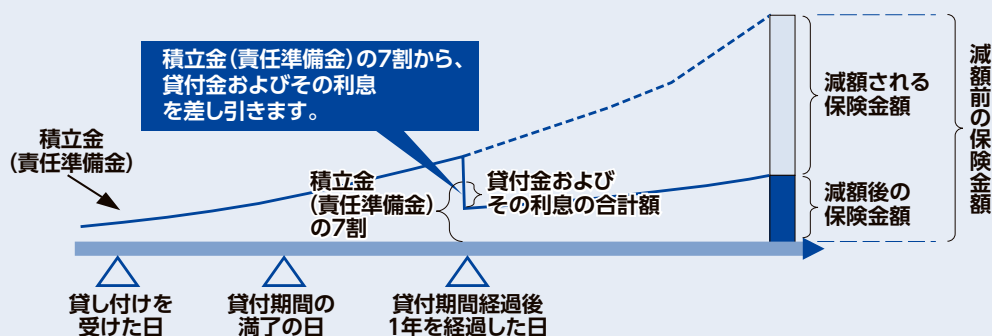 積立金(責任準備金)の7割から、
貸付金およびその利息
を差し引きます。
積立金
(責任準備金)
積立金
(責任準備金)
の7割
貸付金および
その利息の合計額
減額される
保険金額
減額後の
保険金額
減額前の保険金額
貸し付けを
受けた日
貸付期間の
満了の日
貸付期間経過後
1年を経過した日